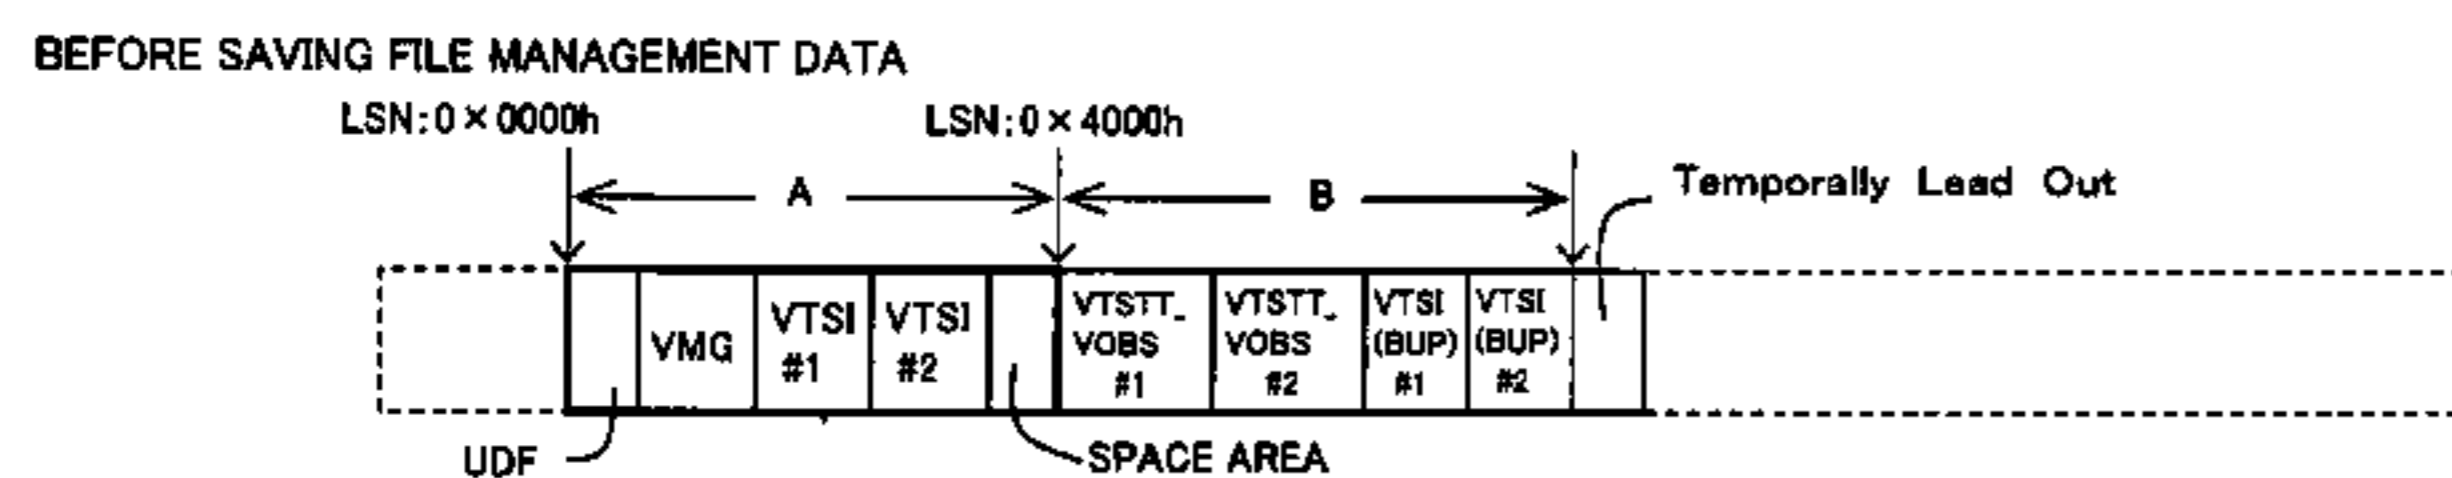 BEFORE SAVING FILE MANAGEMENT DATA
LSN:0×0000h LSN:0×4000h
A B Temporally Lead Out
VMG
VTSI
#1
VTSI
#2
VTSTT_
VOBS
#1
VTSTT_
VOBS
#2
VTSI
(BUP)
#1
VTSI
(BUP)
#2
UDF SPACE AREA